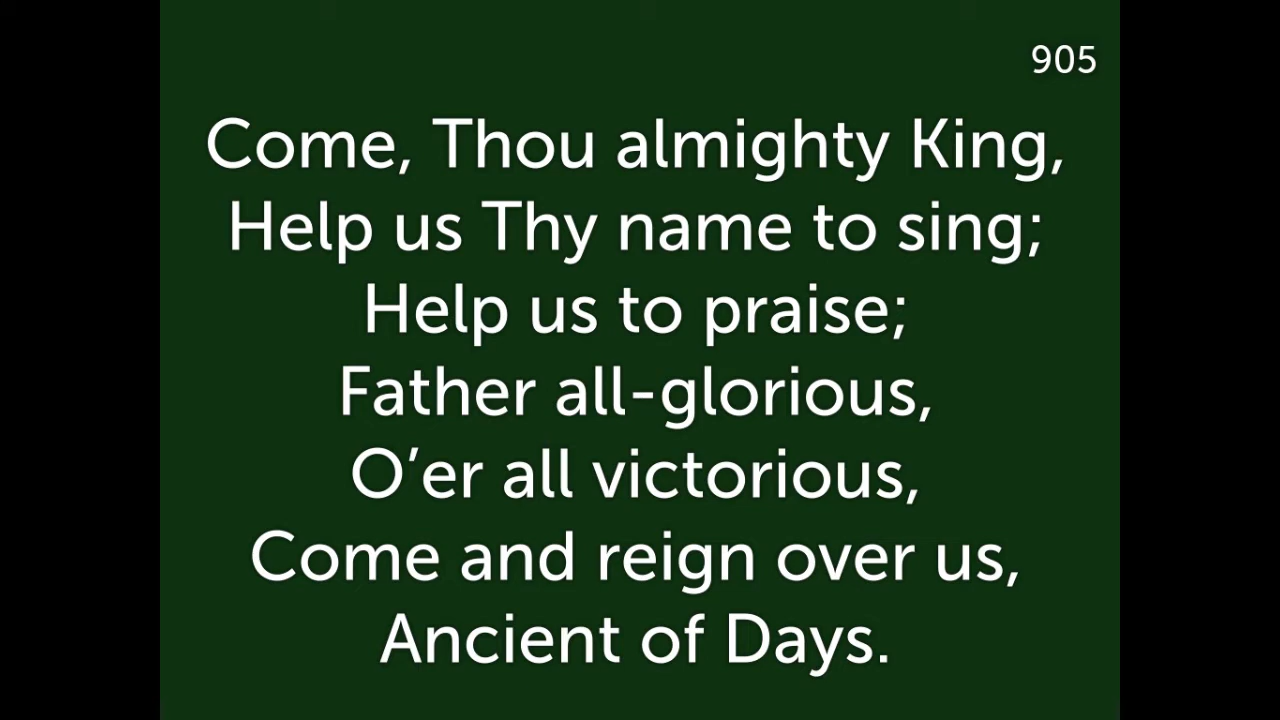 905
Come, Thou almighty King,
Help us Thy name to sing;
Help us to praise;
Father all-glorious,
O’er all victorious,
Come and reign over us,
Ancient of Days.